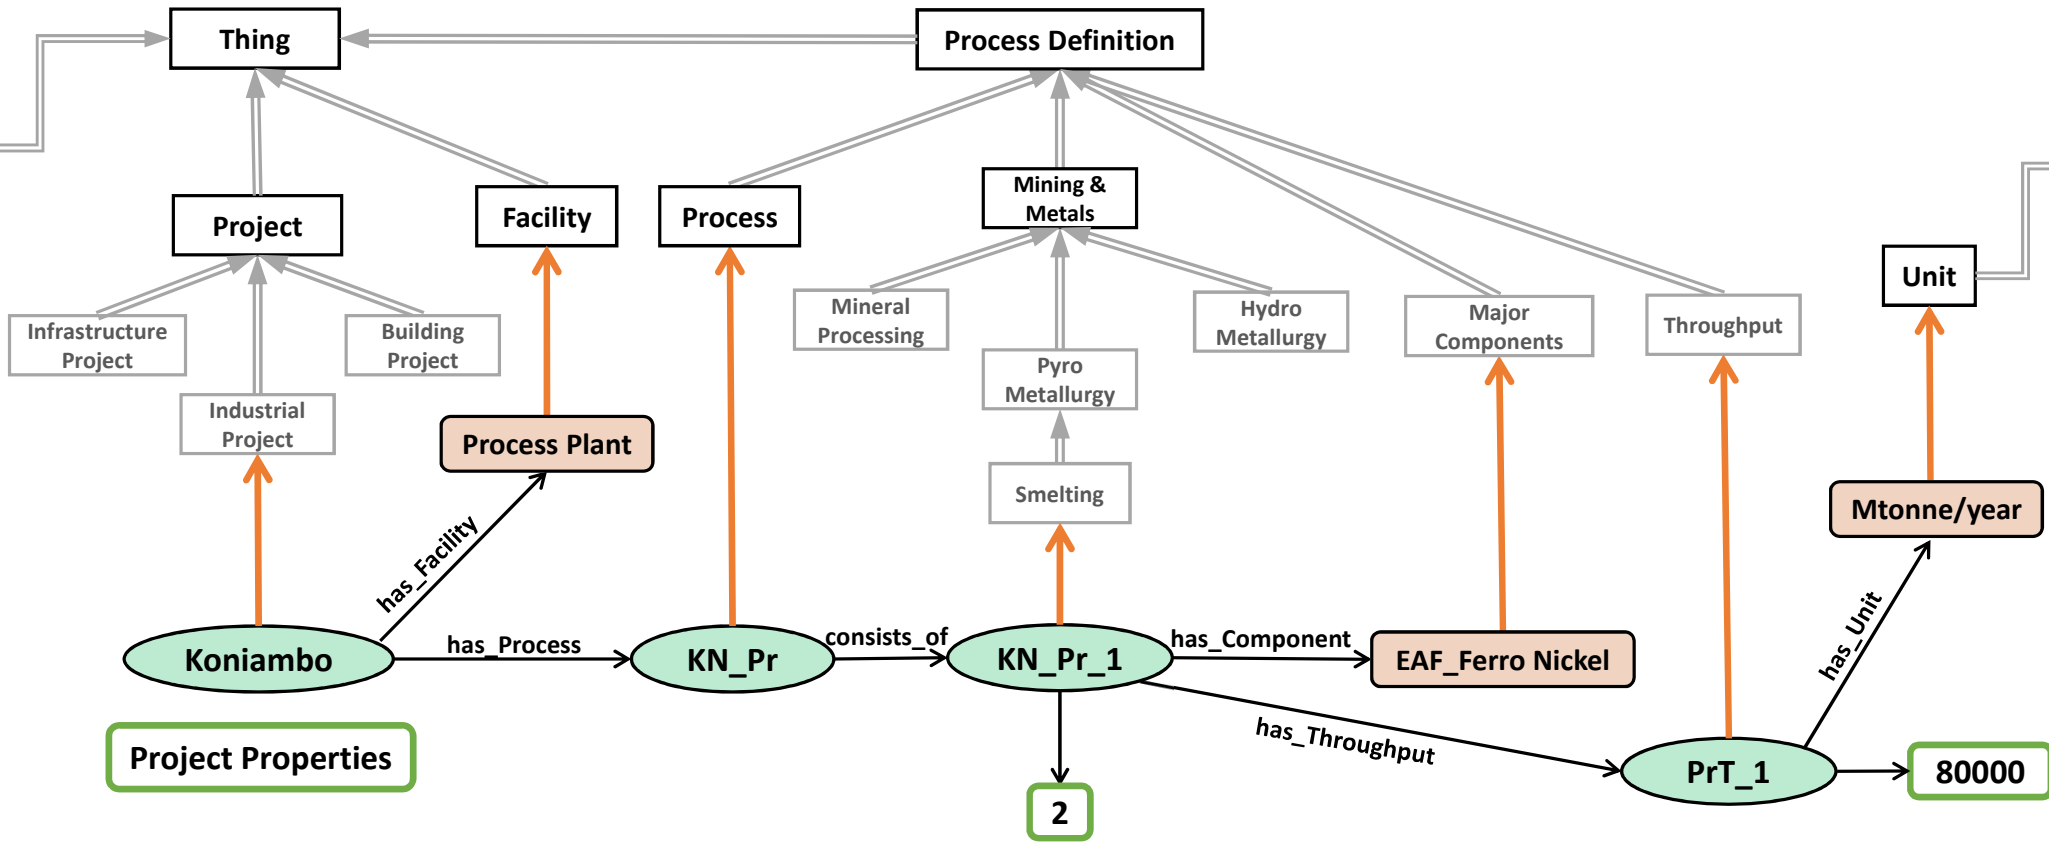 Thing
Process Definition
Project
Facility
Process
Mining &
Metals
Unit
Infrastructure
Project
Building
Project
Mineral
Processing
Hydro
Metallurgy
Major
Components
Throughput
Industrial
Project
Pyro
Metallurgy
Process Plant
Smelting
Mtonne/year
has_Facility
has_Unit
Koniambo
has_Process
KN_Pr
consists_of
KN_Pr_1
has_Component
EAF_Ferro Nickel
has_Throughput
Project Properties
2
PrT_1
80000